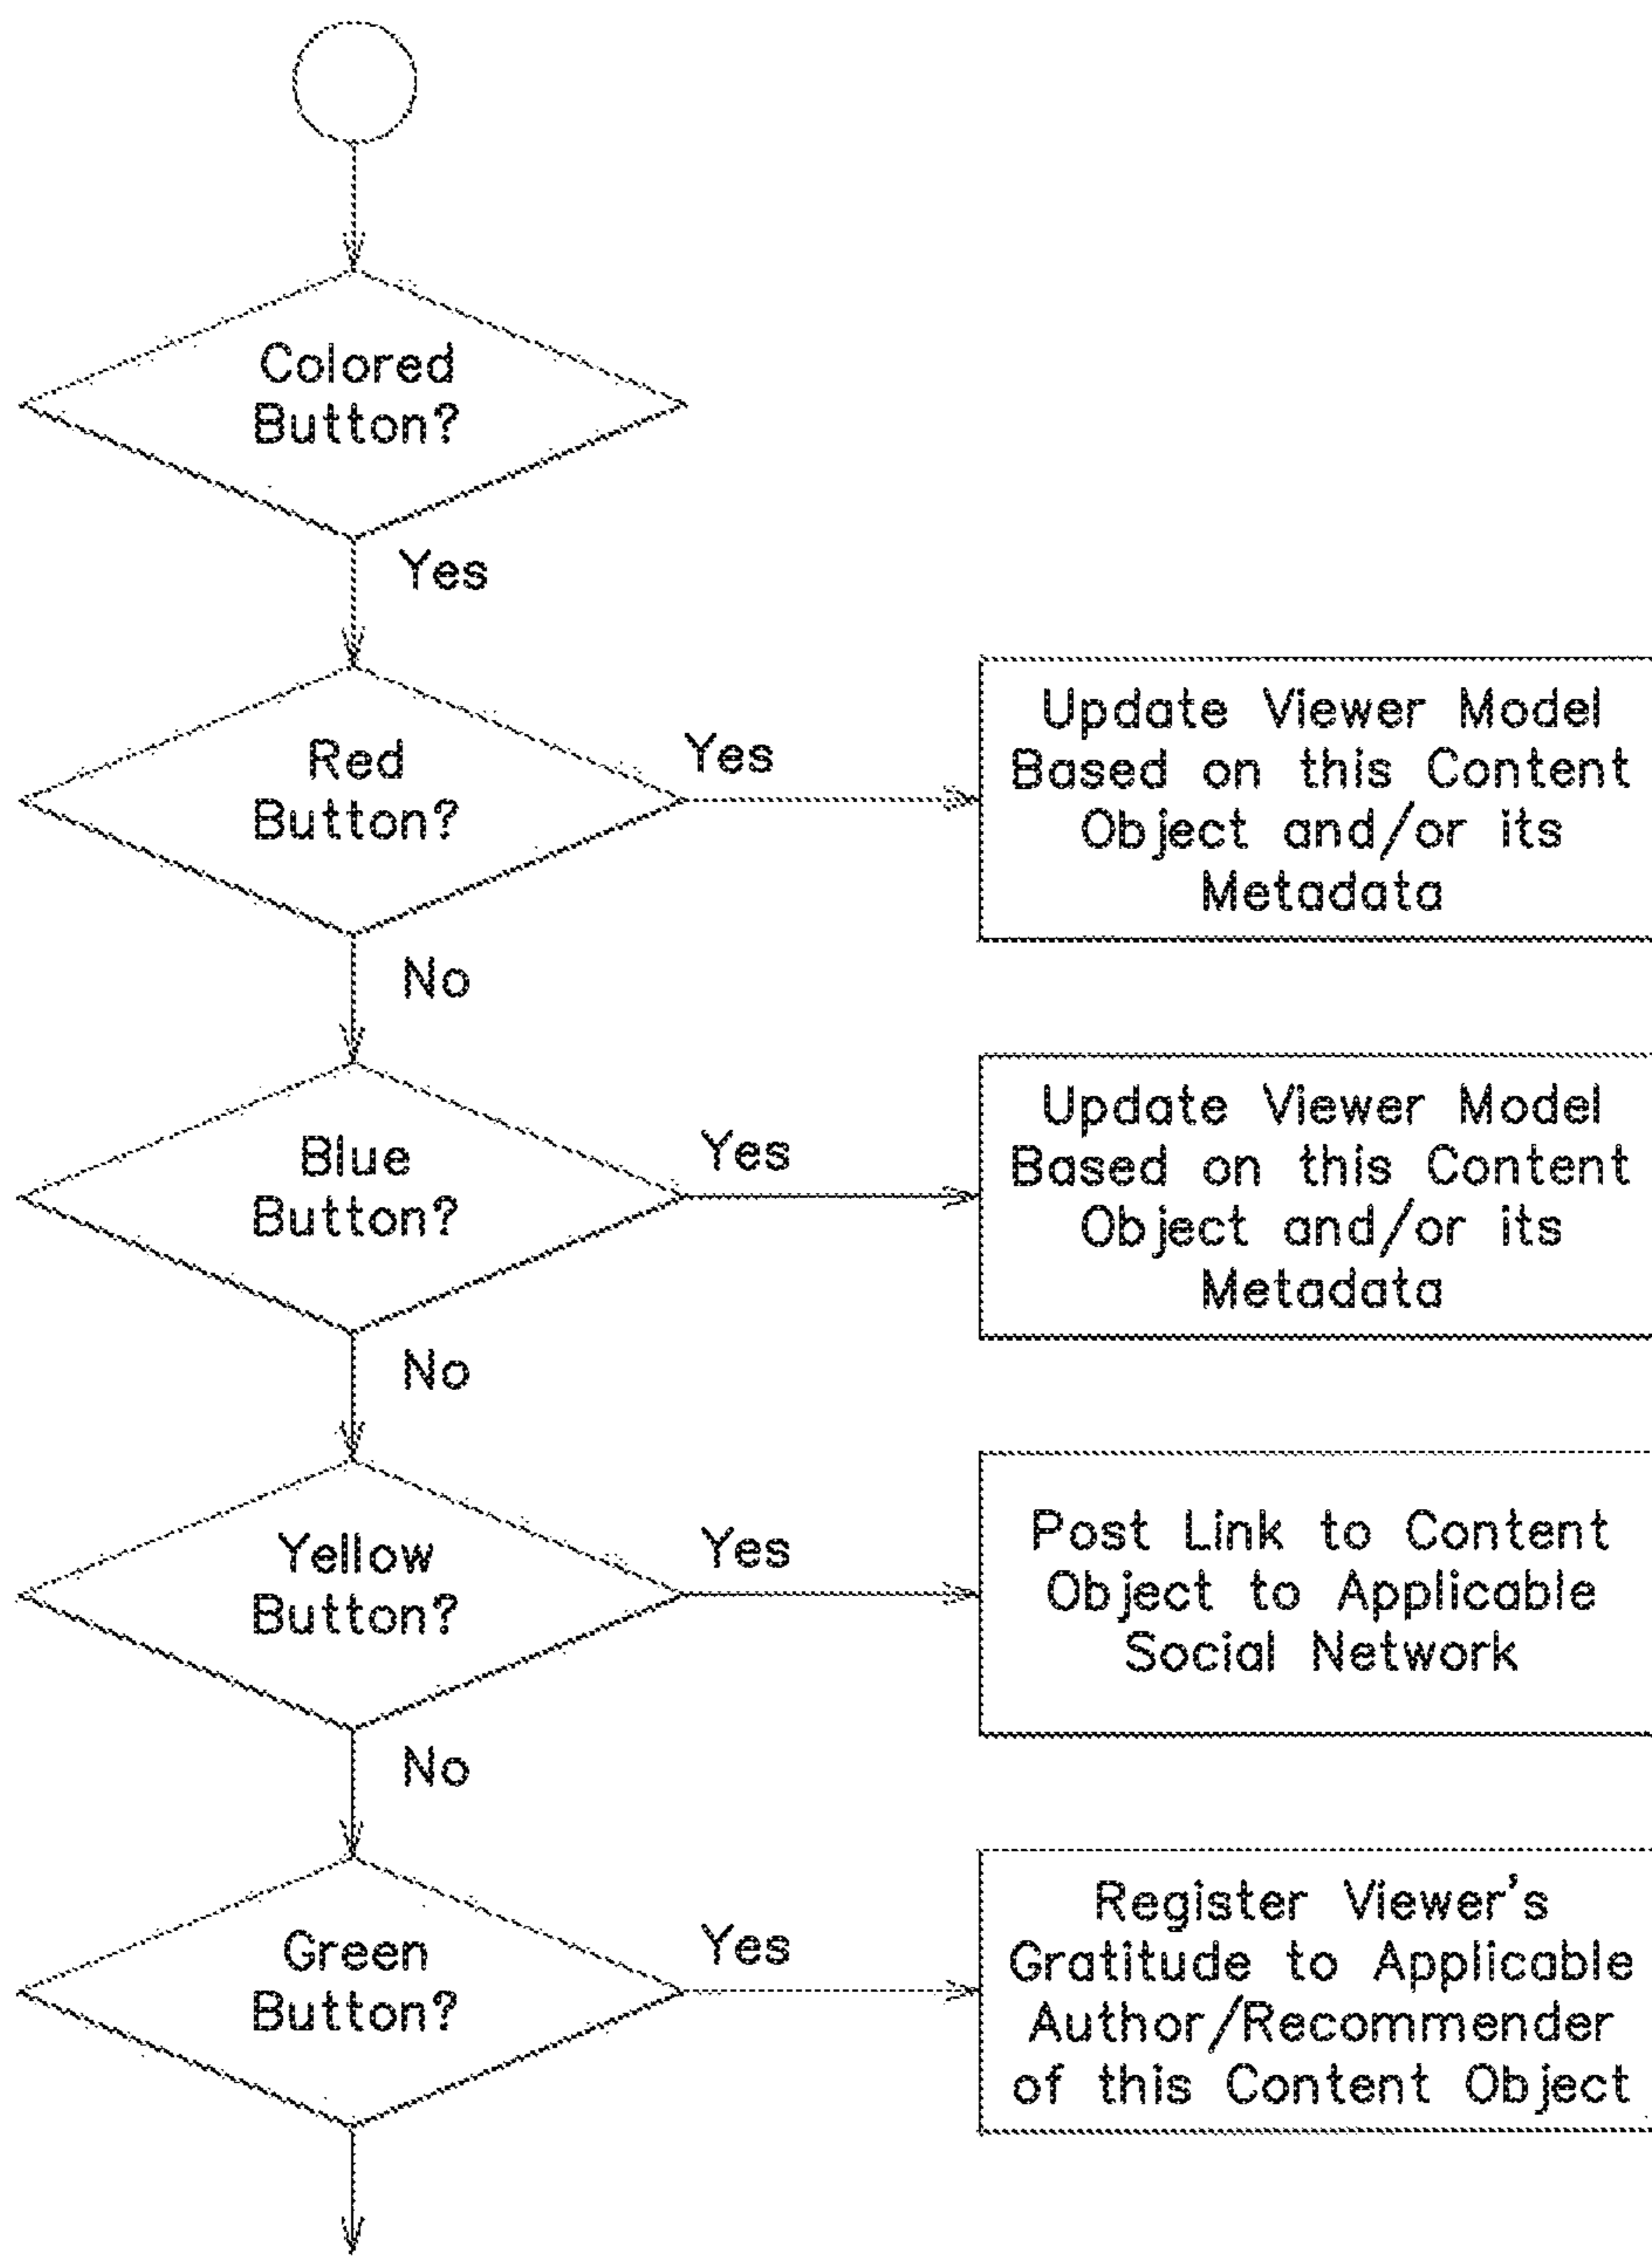 Colored
Button?
Yes
Red
Button?
Yes
Update Viewer Model
Based on this Content
Object and/or its
Metadata
No
Blue
Button?
Yes
Update Viewer Model
Based on this Content
Object and/or its
Metadata
No
Yellow
Button?
Yes
Post Link to Content
Object to Applicable
Social Network
No
Green
Button?
Yes
Register Viewer's
Gratitude to Applicable
Author/Recommender
of this Content Object